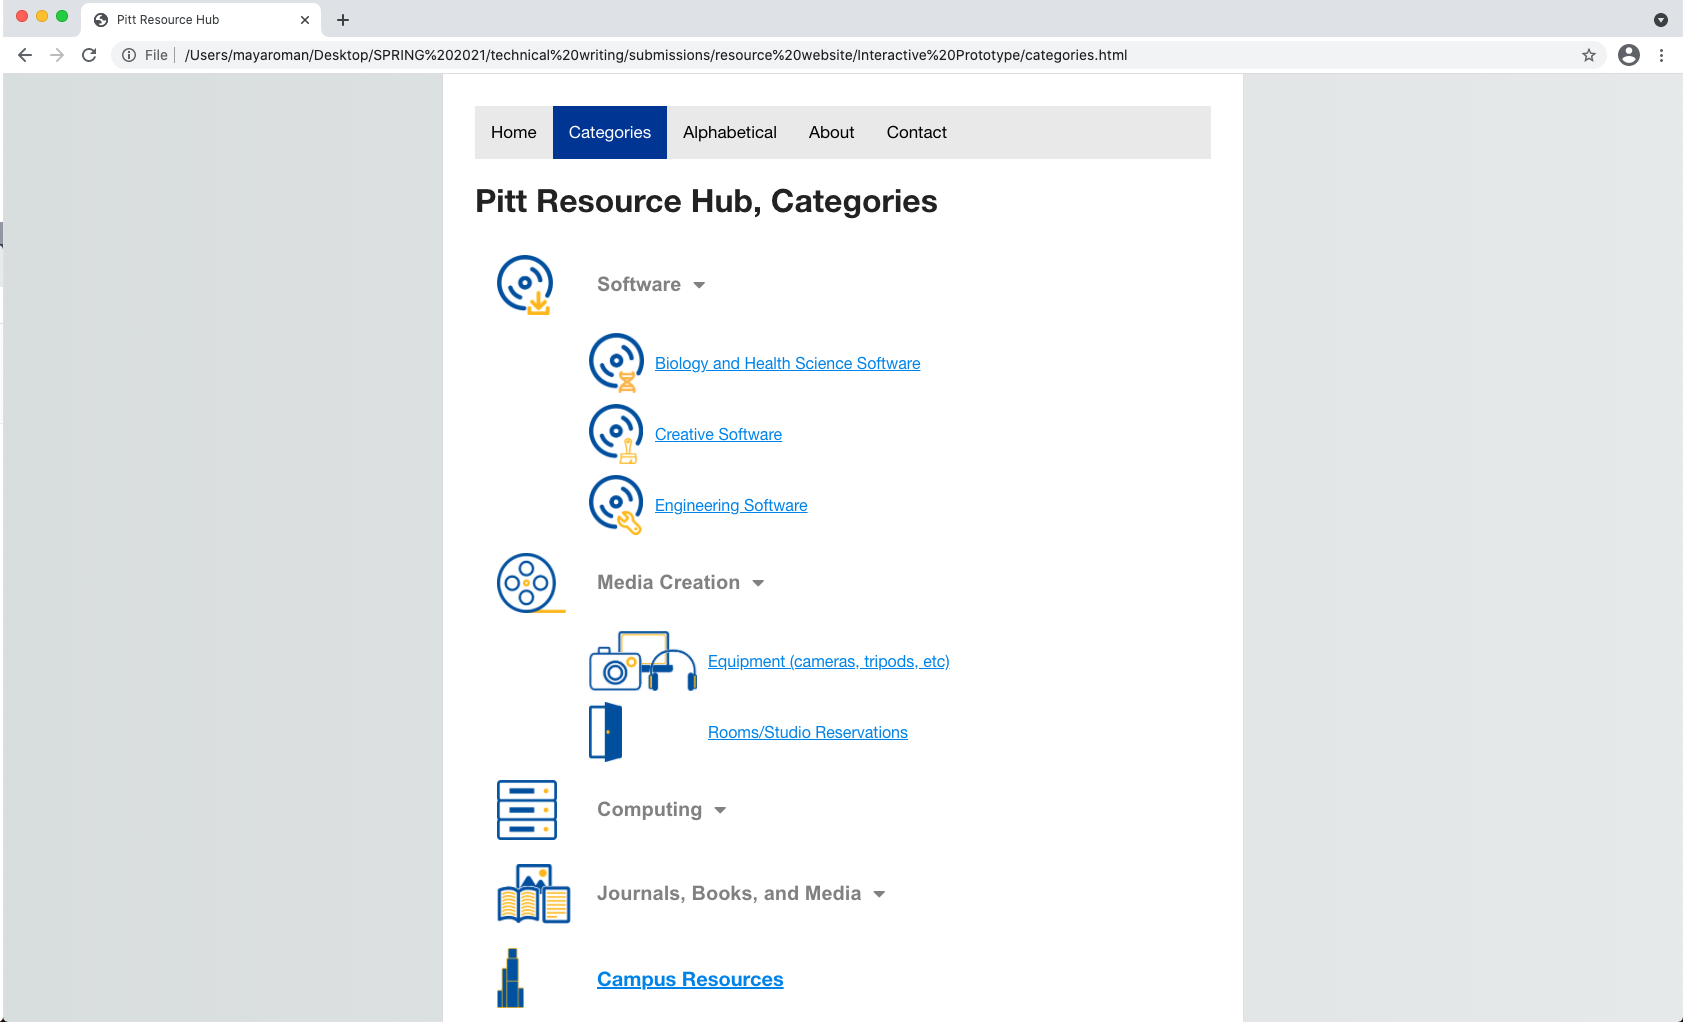 Pitt Resource Hub
File
/Users/mayaroman/Desktop/SPRING%202021/technical%20writing/submissions/resource%20website/Interactive%20Prototype/categories.html
Home Categories Alphabetical About Contact
Pitt Resource Hub, Categories
Software
Biology and Health Science Software
Creative Software
Engineering Software
Media Creation
Equipment (cameras, tripods, etc)
Rooms/Studio Reservations
Computing
Journals, Books, and Media
Campus Resources